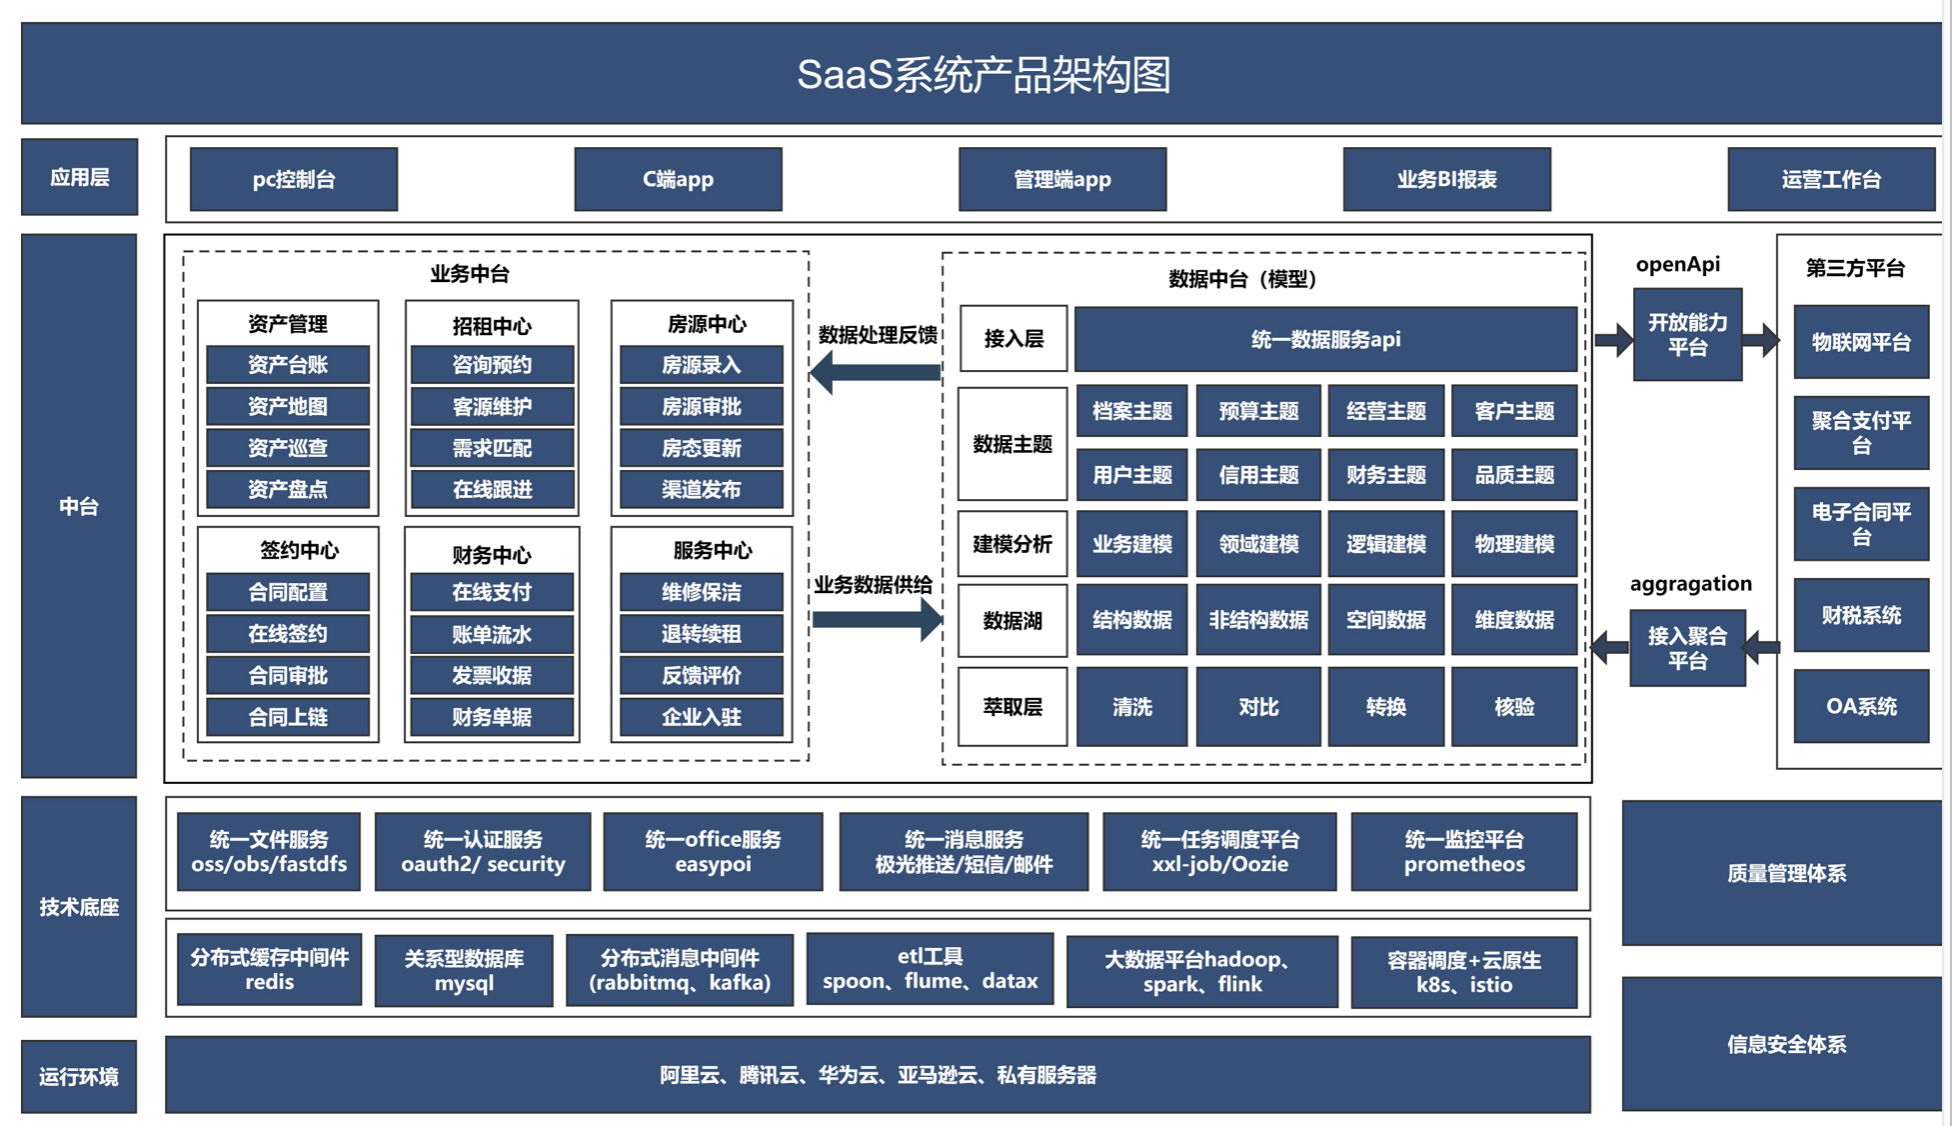 SaaS系统产品架构图
应用层
pc控制台
C端app
管理端app
业务BI报表
运营工作台
中台
业务中台
资产管理
资产台账
资产地图
资产巡查
资产盘点
招租中心
咨询预约
客源维护
需求匹配
在线跟进
房源中心
房源录入
房源审批
房态更新
渠道发布
签约中心
合同配置
在线签约
合同审批
合同上链
财务中心
在线支付
账单流水
发票收据
财务单据
服务中心
维修保洁
退转续租
反馈评价
企业入驻
数据处理反馈
业务数据供给
数据中台（模型）
接入层
统一数据服务api
数据主题
档案主题
预算主题
经营主题
客户主题
用户主题
信用主题
财务主题
品质主题
建模分析
业务建模
领域建模
逻辑建模
物理建模
数据湖
结构数据
非结构数据
空间数据
维度数据
萃取层
清洗
对比
转换
核验
openApi
开放能力
平台
aggragation
接入聚合
平台
第三方平台
物联网平台
聚合支付平
台
电子合同平
台
财税系统
OA系统
技术底座
统一文件服务
oss/obs/fastdfs
统一认证服务
oauth2/ security
统一office服务
easypoi
统一消息服务
极光推送/短信/邮件
统一任务调度平台
xxl-job/Oozie
统一监控平台
prometheos
分布式缓存中间件
redis
关系型数据库
mysql
分布式消息中间件
(rabbitmq、kafka)
etl工具
spoon、flume、datax
大数据平台hadoop、
spark、flink
容器调度+云原生
k8s、istio
质量管理体系
信息安全体系
运行环境
阿里云、腾讯云、华为云、亚马逊云、私有服务器